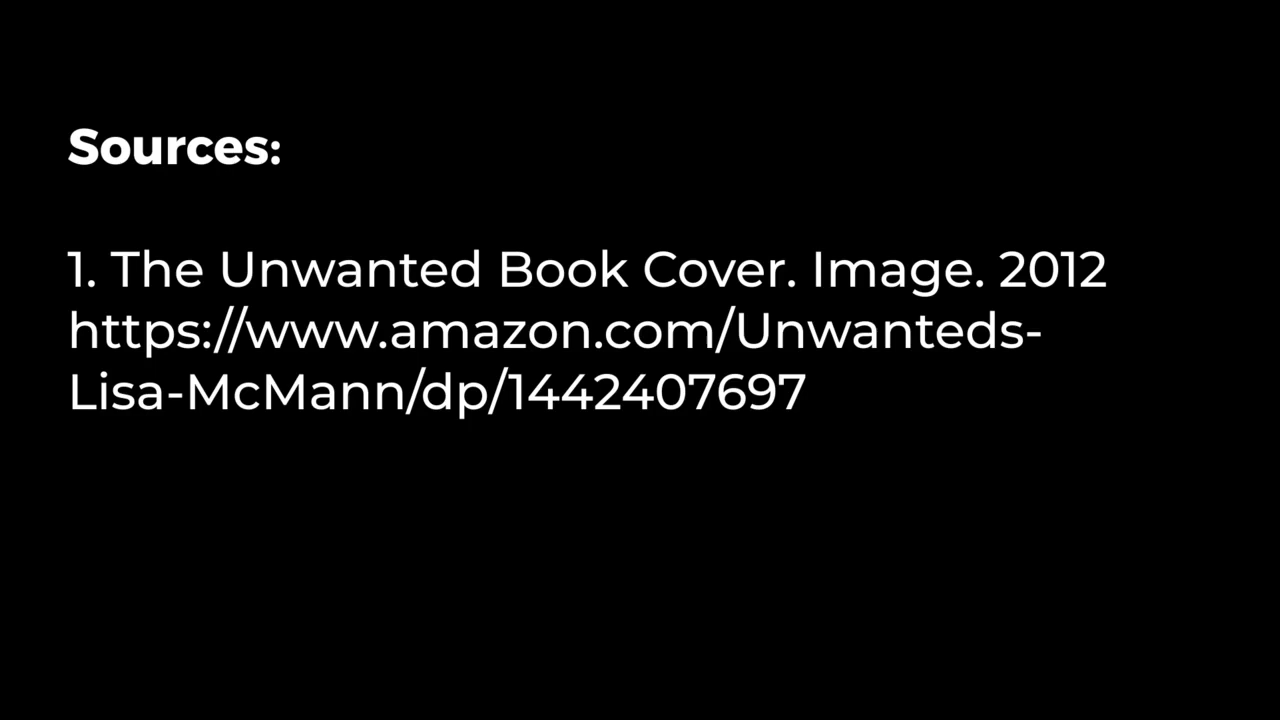 Sources:
1. The Unwanted Book Cover. Image. 2012
https://www.amazon.com/Unwanteds-
Lisa-McMann/dp/1442407697